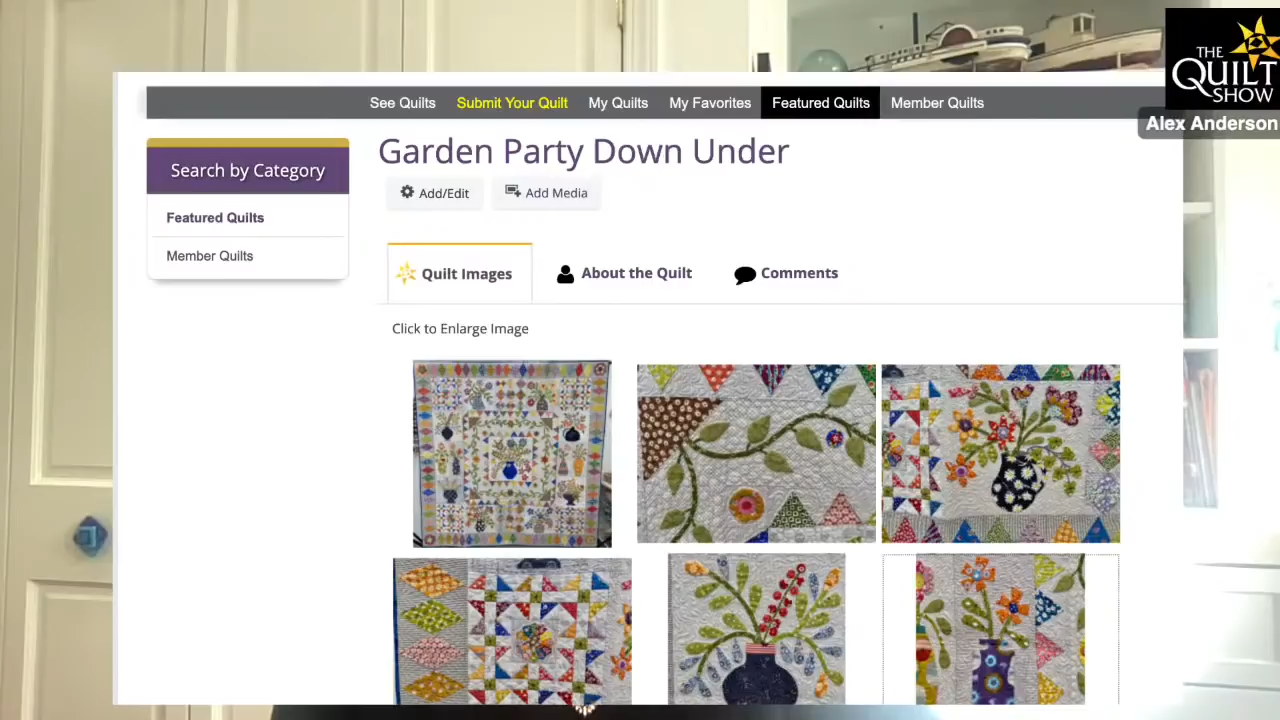 THE
QUILT
SHOW
Alex Anderson
See Quilts Submit Your Quilt My Quilts My Favorites Featured Quilts Member Quilts
Search by Category
Featured Quilts
Member Quilts
Garden Party Down Under
Add/Edit Add Media
Quilt Images About the Quilt Comments
Click to Enlarge Image